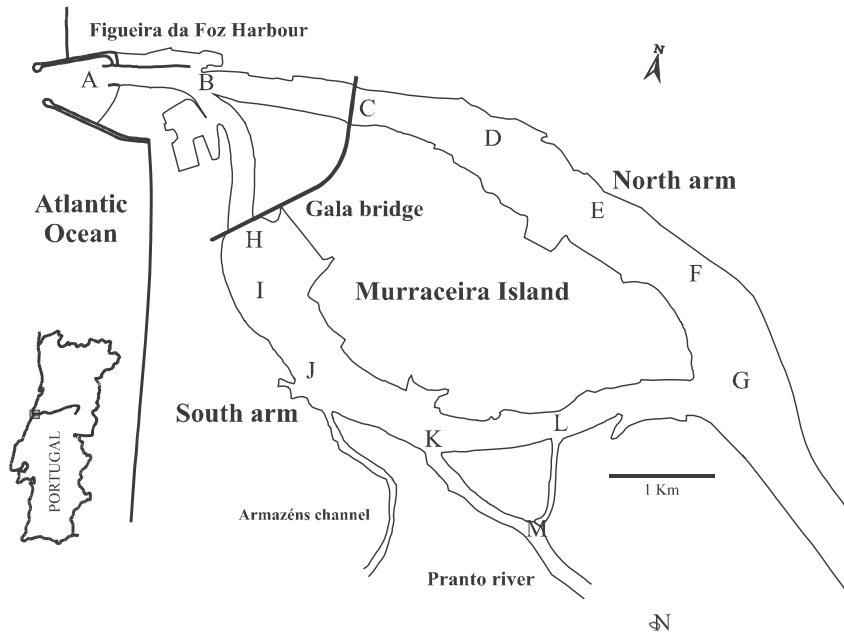 Figueira da Foz Harbour
N
A
B
C
D
North arm
Atlantic
Ocean
Gala bridge
E
H
F
I
Murraceira Island
J
G
South arm
K
L
PORTUGAL
1 Km
Armazéns channel
M
Pranto river
N